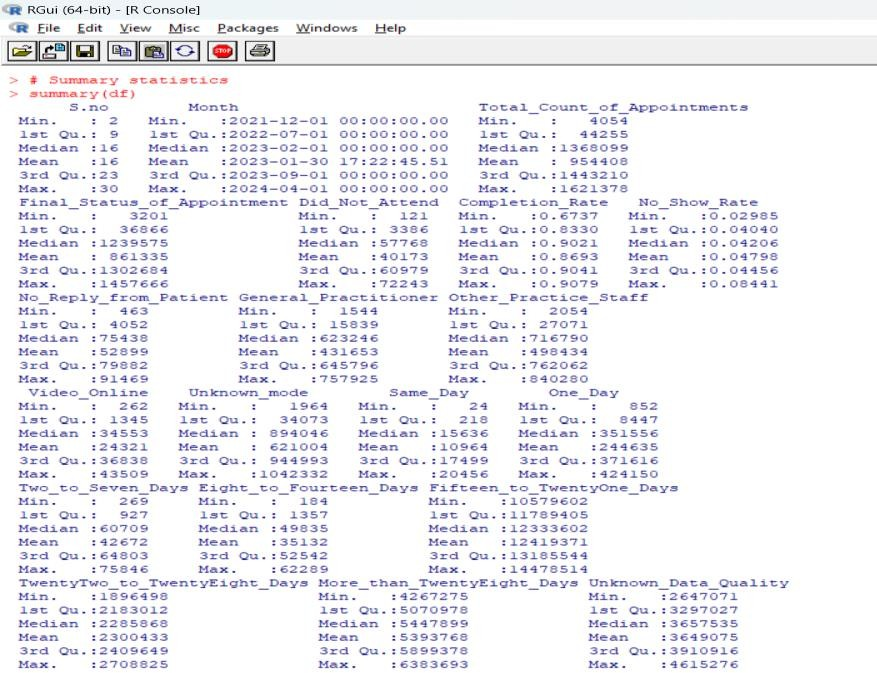 RGui (64-bit) - [R Console]
File Edit View Misc Packages Windows Help
STOP
> # Summary statistics
> summary(df)
S.no Month Total_Count_of_Appointments
Min. : 2 Min. :2021-12-01 00:00:00.00 Min. : 4054
1st Qu.: 9 1st Qu.:2022-07-01 00:00:00.00 1st Qu.: 44255
Median :16 Median :2023-02-01 00:00:00.00 Median :1368099
Mean :16 Mean :2023-01-30 17:22:45.51 Mean : 954408
3rd Qu.:23 3rd Qu.:2023-09-01 00:00:00.00 3rd Qu.:1443210
Max. :30 Max. :2024-04-01 00:00:00.00 Max. :1621378
Final_Status_of_Appointment Did_Not_Attend Completion_Rate No_Show_Rate
Min. : 3201 Min. : 121 Min. :0.6737 Min. :0.02985
1st Qu.: 36866 1st Qu.: 3386 1st Qu.:0.8330 1st Qu.:0.04040
Median :1239575 Median :57768 Median :0.9021 Median :0.04206
Mean : 861335 Mean :40173 Mean :0.8693 Mean :0.04798
3rd Qu.:1302684 3rd Qu.:60979 3rd Qu.:0.9041 3rd Qu.:0.04456
Max. :1457666 Max. :72243 Max. :0.9079 Max. :0.08441
No_Reply_from_Patient General_Practitioner Other_Practice_Staff
Min. : 463 Min. : 1544 Min. : 2054
1st Qu.: 4052 1st Qu.: 15839 1st Qu.: 27071
Median :75438 Median :623246 Median :716790
Mean :52899 Mean :431653 Mean :498434
3rd Qu.:79882 3rd Qu.:645796 3rd Qu.:762062
Max. :91469 Max. :757925 Max. :840280
Video_Online Unknown_mode Same_Day One_Day
Min. : 262 Min. : 1964 Min. : 24 Min. : 852
1st Qu.: 1345 1st Qu.: 34073 1st Qu.: 218 1st Qu.: 8447
Median :34553 Median : 894046 Median :15636 Median :351556
Mean :24321 Mean : 621004 Mean :10964 Mean :244635
3rd Qu.:36838 3rd Qu.: 944993 3rd Qu.:17499 3rd Qu.:371616
Max. :43509 Max. :1042332 Max. :20456 Max. :424150
Two_to_Seven_Days Eight_to_Fourteen_Days Fifteen_to_TwentyOne_Days
Min. : 269 Min. : 184 Min. :10579602
1st Qu.: 927 1st Qu.: 1357 1st Qu.:11789405
Median :60709 Median :49835 Median :12333602
Mean :42672 Mean :35132 Mean :12419371
3rd Qu.:64803 3rd Qu.:52542 3rd Qu.:13185544
Max. :75846 Max. :62289 Max. :14478514
TwentyTwo_to_TwentyEight_Days More_than_TwentyEight_Days Unknown_Data_Quality
Min. :1896498 Min. :4267275 Min. :2647071
1st Qu.:2183012 1st Qu.:5070978 1st Qu.:3297027
Median :2285868 Median :5447899 Median :3657535
Mean :2300433 Mean :5393768 Mean :3649075
3rd Qu.:2409649 3rd Qu.:5899378 3rd Qu.:3910916
Max. :2708825 Max. :6383693 Max. :4615276